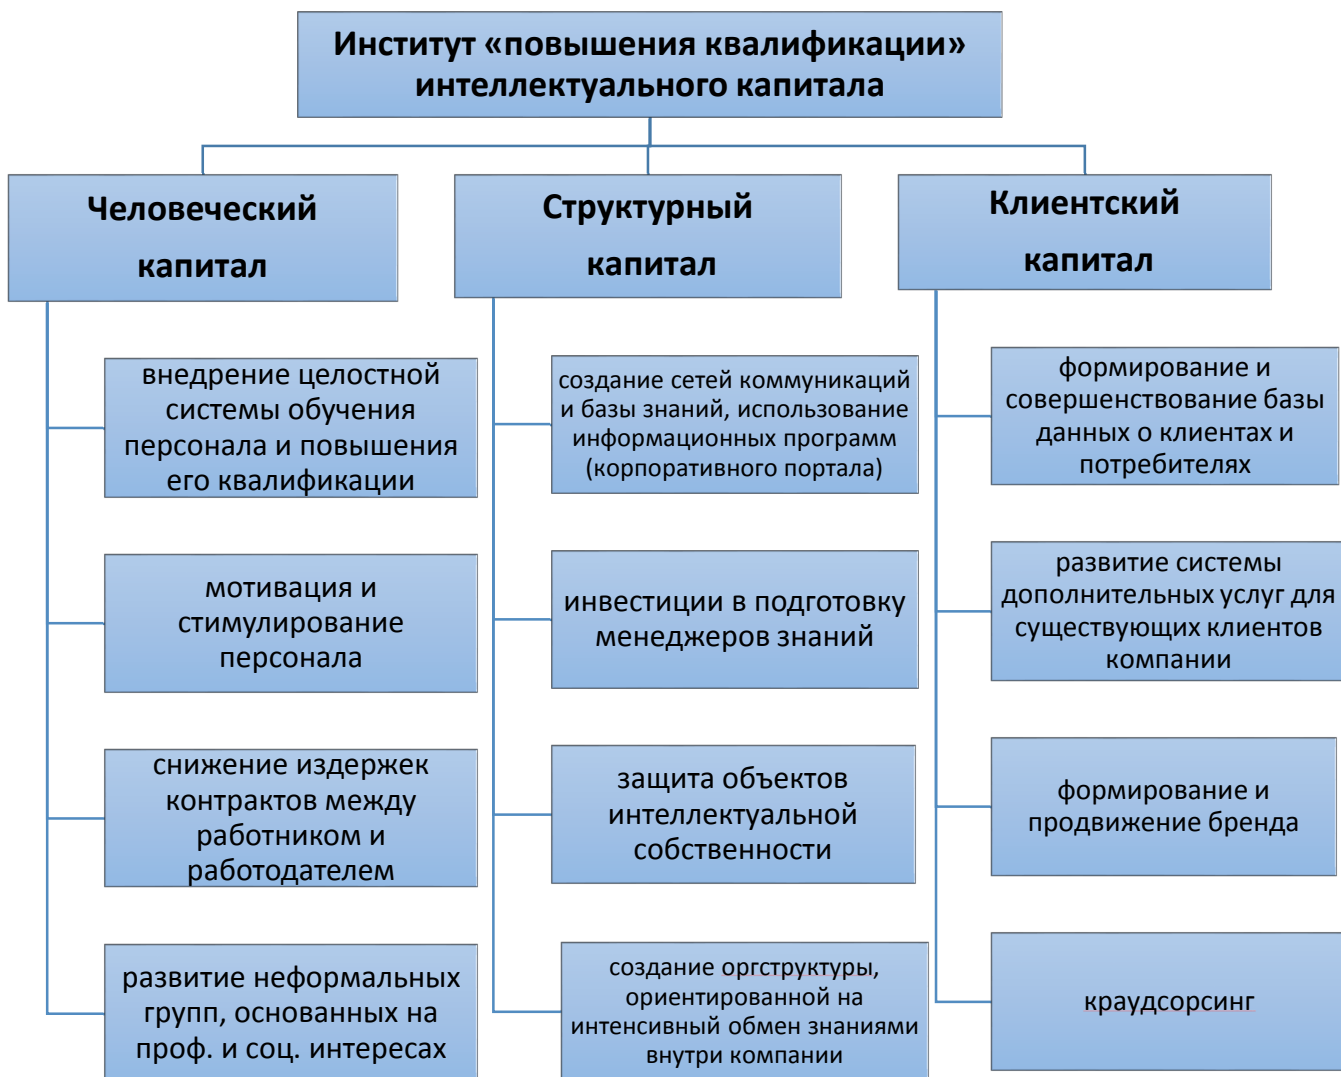 Институт «повышения квалификации»
интеллектуального капитала
Человеческий
капитал
внедрение целостной
системы обучения
персонала и повышения
его квалификации
мотивация и
стимулирование
персонала
снижение издержек
контрактов между
работником и
работодателем
развитие неформальных
групп, основанных на
проф. и соц. интересах
Структурный
капитал
создание сетей коммуникаций
и базы знаний, использование
информационных программ
(корпоративного портала)
инвестиции в подготовку
менеджеров знаний
защита объектов
интеллектуальной
собственности
создание оргструктуры,
ориентированной на
интенсивный обмен знаниями
внутри компании
Клиентский
капитал
формирование и
совершенствование базы
данных о клиентах и
потребителях
развитие системы
дополнительных услуг для
существующих клиентов
компании
формирование и
продвижение бренда
краудсорсинг